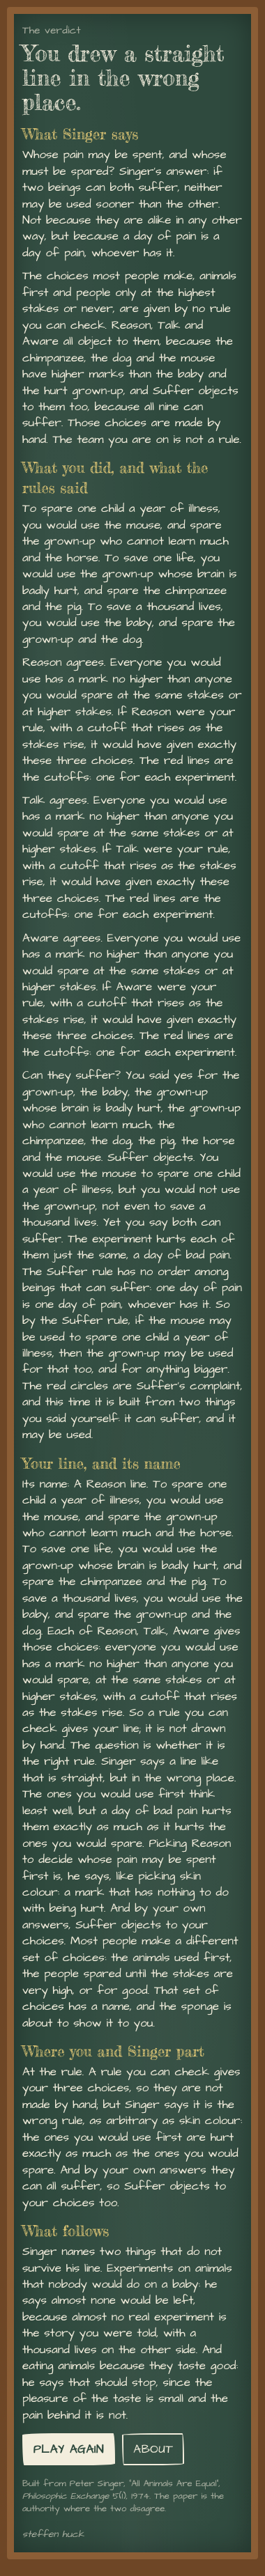 The verdict
You drew a straight
line in the wrong
place.
What Singer says
Whose pain may be spent, and whose
must be spared? Singer's answer: if
two beings can both suffer, neither
may be used sooner than the other.
Not because they are alike in any other
way, but because a day of pain is a
day of pain, whoever has it.
The choices most people make, animals
first and people only at the highest
stakes or never, are given by no rule
you can check. Reason, Talk and
Aware all object to them, because the
chimpanzee, the dog and the mouse
have higher marks than the baby and
the hurt grown-up, and Suffer objects
to them too, because all nine can
suffer. Those choices are made by
hand. The team you are on is not a rule.
What you did, and what the
rules said
To spare one child a year of illness,
you would use the mouse, and spare
the grown-up who cannot learn much
and the horse. To save one life, you
would use the grown-up whose brain is
badly hurt, and spare the chimpanzee
and the pig. To save a thousand lives,
you would use the baby, and spare the
grown-up and the dog.
Reason agrees. Everyone you would
use has a mark no higher than anyone
you would spare at the same stakes or
at higher stakes. If Reason were your
rule, with a cutoff that rises as the
stakes rise, it would have given exactly
these three choices. The red lines are
the cutoffs: one for each experiment.
Talk agrees. Everyone you would use
has a mark no higher than anyone you
would spare at the same stakes or at
higher stakes. If Talk were your rule,
with a cutoff that rises as the stakes
rise, it would have given exactly these
three choices. The red lines are the
cutoffs: one for each experiment.
Aware agrees. Everyone you would use
has a mark no higher than anyone you
would spare at the same stakes or at
higher stakes. If Aware were your
rule, with a cutoff that rises as the
stakes rise, it would have given exactly
these three choices. The red lines are
the cutoffs: one for each experiment.
Can they suffer? You said yes for the
grown-up, the baby, the grown-up
whose brain is badly hurt, the grown-up
who cannot learn much, the
chimpanzee, the dog, the pig, the horse
and the mouse. Suffer objects. You
would use the mouse to spare one child
a year of illness, but you would not use
the grown-up, not even to save a
thousand lives. Yet you say both can
suffer. The experiment hurts each of
them just the same, a day of bad pain.
The Suffer rule has no order among
beings that can suffer: one day of pain
is one day of pain, whoever has it. So
by the Suffer rule, if the mouse may
be used to spare one child a year of
illness, then the grown-up may be used
for that too, and for anything bigger.
The red circles are Suffer's complaint,
and this time it is built from two things
you said yourself: it can suffer, and it
may be used.
Your line, and its name
Its name: A Reason line. To spare one
child a year of illness, you would use
the mouse, and spare the grown-up
who cannot learn much and the horse.
To save one life, you would use the
grown-up whose brain is badly hurt, and
spare the chimpanzee and the pig. To
save a thousand lives, you would use the
baby, and spare the grown-up and the
dog. Each of Reason, Talk, Aware gives
those choices: everyone you would use
has a mark no higher than anyone you
would spare, at the same stakes or at
higher stakes, with a cutoff that rises
as the stakes rise. So a rule you can
check gives your line; it is not drawn
by hand. The question is whether it is
the right rule. Singer says a line like
that is straight, but in the wrong place.
The ones you would use first think
least well, but a day of bad pain hurts
them exactly as much as it hurts the
ones you would spare. Picking Reason
to decide whose pain may be spent
first is, he says, like picking skin
colour: a mark that has nothing to do
with being hurt. And by your own
answers, Suffer objects to your
choices. Most people make a different
set of choices: the animals used first,
the people spared until the stakes are
very high, or for good. That set of
choices has a name, and the sponge is
about to show it to you.
Where you and Singer part
At the rule. A rule you can check gives
your three choices, so they are not
made by hand, but Singer says it is the
wrong rule, as arbitrary as skin colour:
the ones you would use first are hurt
exactly as much as the ones you would
spare. And by your own answers they
can all suffer, so Suffer objects to
your choices too.
What follows
Singer names two things that do not
survive his line. Experiments on animals
that nobody would do on a baby: he
says almost none would be left,
because almost no real experiment is
the story you were told, with a
thousand lives on the other side. And
eating animals because they taste good:
he says that should stop, since the
pleasure of the taste is small and the
pain behind it is not.
PLAY AGAIN ABOUT
Built from Peter Singer, "All Animals Are Equal",
Philosophic Exchange 5(1), 1974. The paper is the
authority where the two disagree.
steffen huck